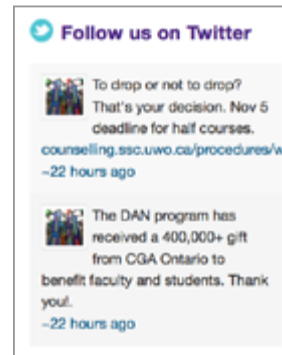 Follow us on Twitter
To drop or not to drop?
That's your decision. Nov 5
deadline for half courses.
counselling.ssc.uwo.ca/procedures/w
~22 hours ago
The DAN program has
received a 400,000+ gift
from CGA Ontario to
benefit faculty and students. Thank
you!.
~22 hours ago